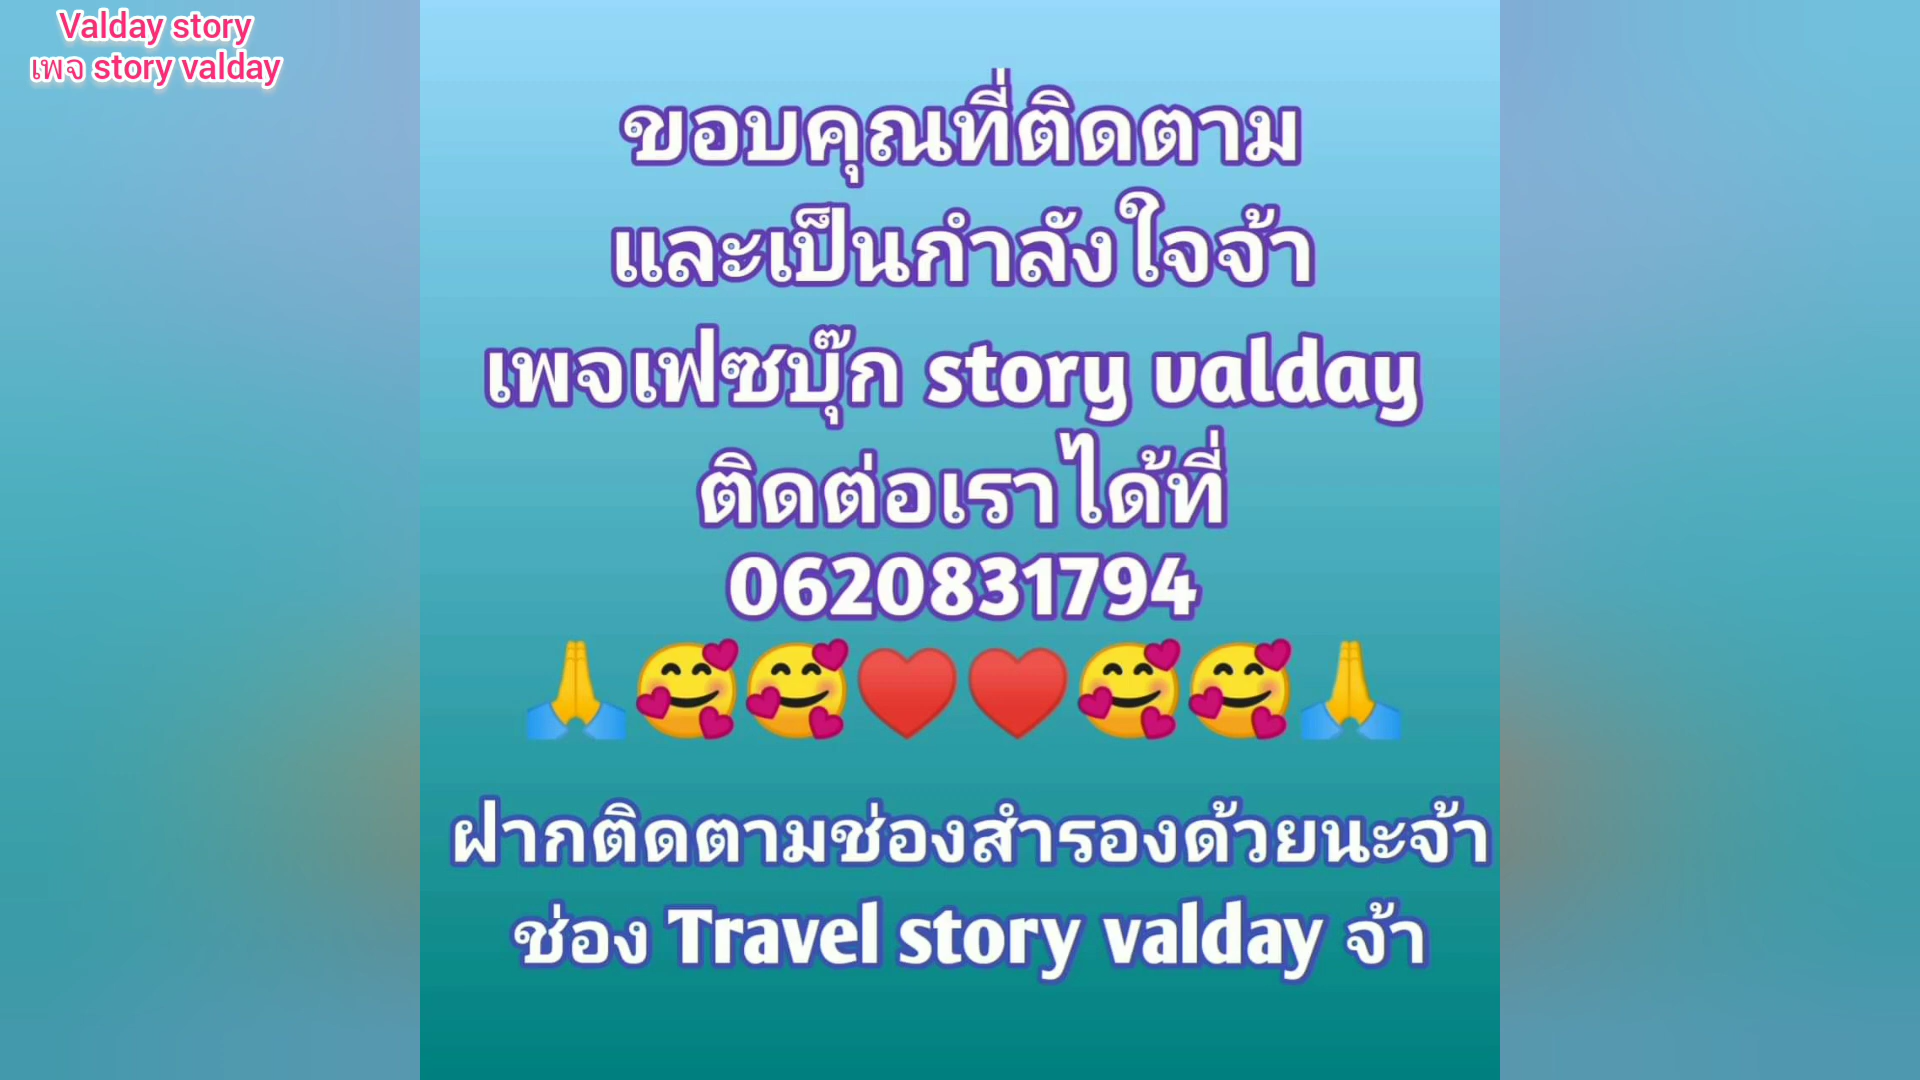 Valday story
เพจ story valday
ขอบคุณที่ติดตาม
และเป็นกำลังใจจ้า
เพจเฟซบุ๊ก story valday
ติดต่อเราได้ที่
0620831794
🙏🥰🥰♥️♥️🥰🥰🙏
ฝากติดตามช่องสำรองด้วยนะจ้า
ช่อง Travel story valday จ้า